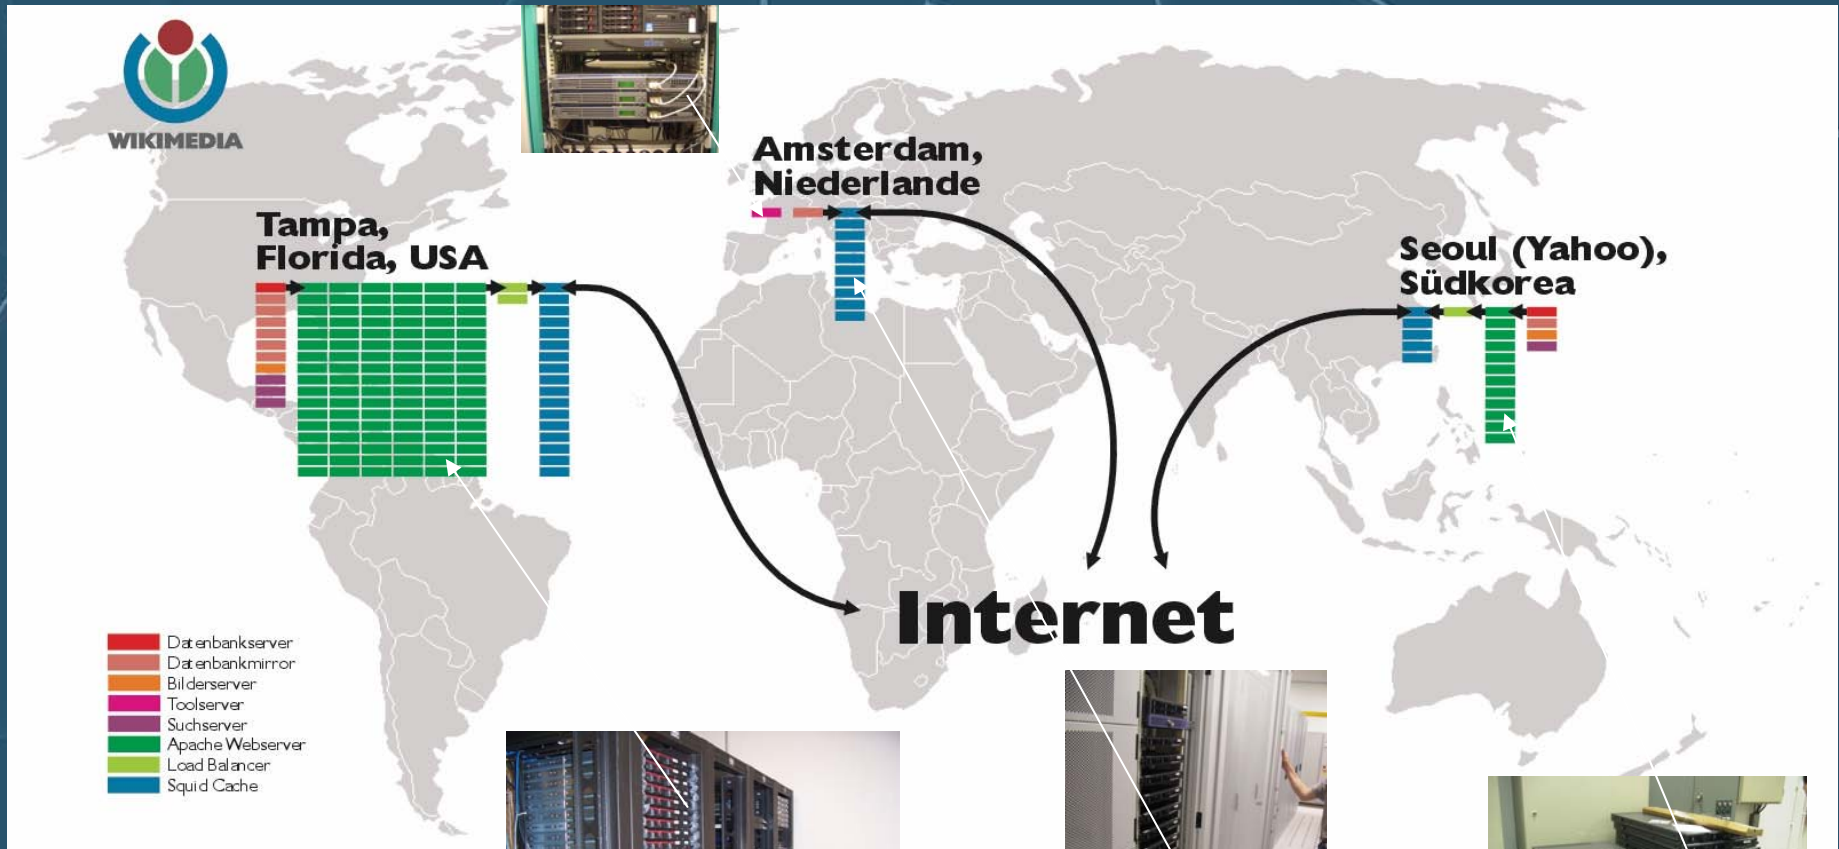 WIKIMEDIA
Amsterdam,
Niederlande
Tampa,
Florida, USA
Seoul (Yahoo),
Südkorea
Internet
Datenbankserver
Datenbankmirror
Bilderserver
Toolserver
Suchserver
Apache Webserver
Load Balancer
Squid Cache